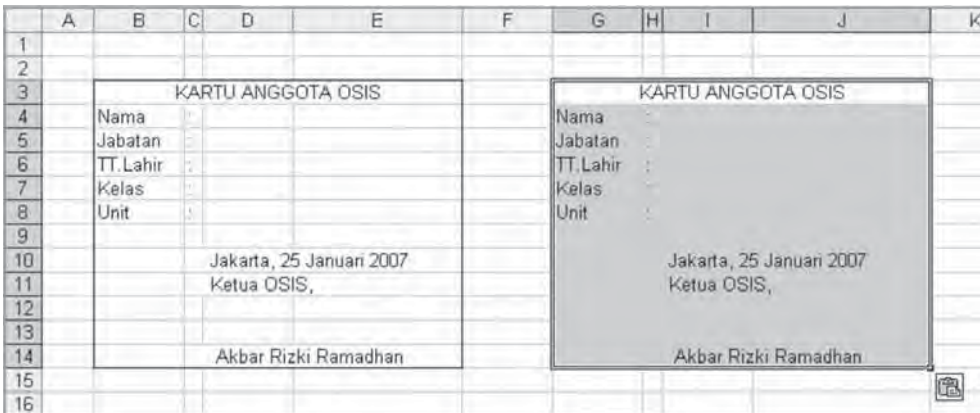 A B C D E F G H I J K
1
2
3 KARTU ANGGOTA OSIS KARTU ANGGOTA OSIS
4 Nama : Nama :
5 Jabatan : Jabatan :
6 TT.Lahir : TT.Lahir :
7 Kelas : Kelas :
8 Unit : Unit :
9
10 Jakarta, 25 Januari 2007 Jakarta, 25 Januari 2007
11 Ketua OSIS, Ketua OSIS,
12
13
14 Akbar Rizki Ramadhan Akbar Rizki Ramadhan
15
16